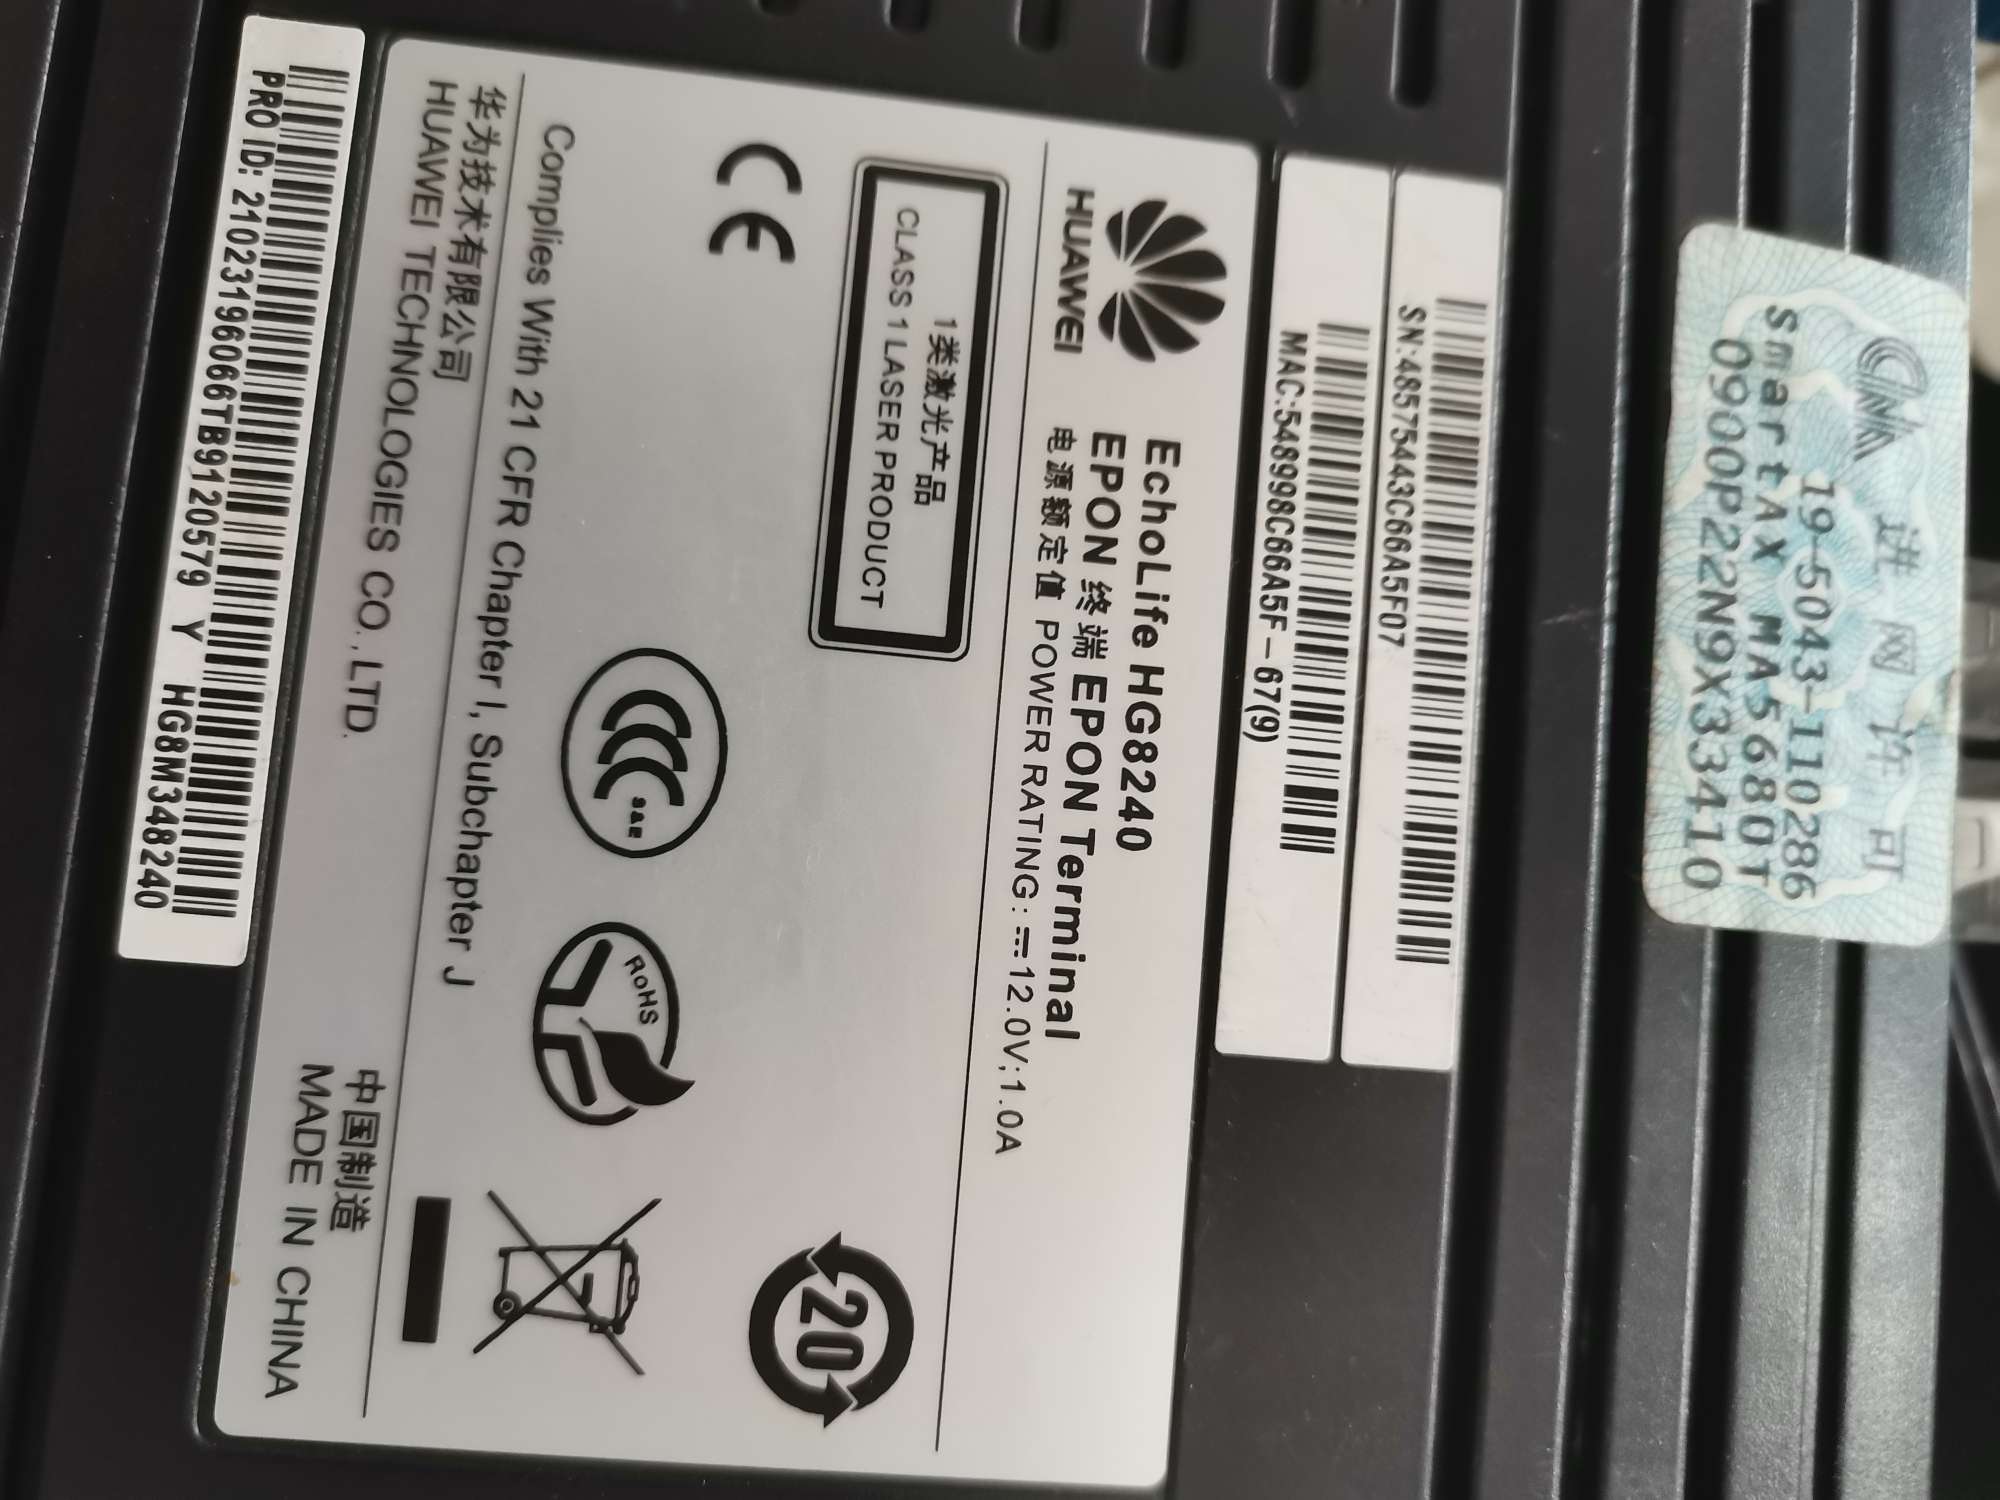 进网许可
19-5043-110286
SmartAX MA5680T
0900P22N9X333410
SN:48575443C66A5F07
MAC:548998C66A5F-67(9)
HUAWEI
EchoLife HG8240
EPON 终端 EPON Terminal
电源额定值 POWER RATING: ⎓12.0V;1.0A
1类激光产品
CLASS 1 LASER PRODUCT
20
CE
S&E
RoHS
Complies With 21 CFR Chapter I, Subchapter J
华为技术有限公司
HUAWEI TECHNOLOGIES CO.,LTD.
中国制造
MADE IN CHINA
PRO ID: 2102319606​6TB9120579 Y HG8M348240